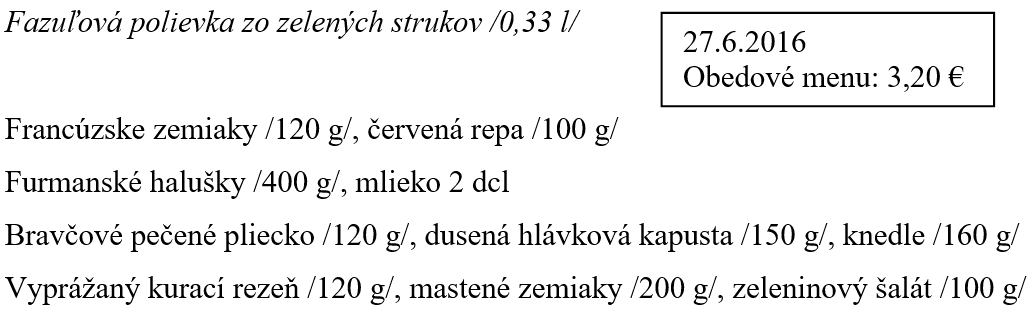 Fazuľová polievka zo zelených strukov /0,33 l/
27.6.2016
Obedové menu: 3,20 €
Francúzske zemiaky /120 g/, červená repa /100 g/
Furmanské halušky /400 g/, mlieko 2 dcl
Bravčové pečené pliecko /120 g/, dusená hlávková kapusta /150 g/, knedle /160 g/
Vyprážaný kurací rezeň /120 g/, mastené zemiaky /200 g/, zeleninový šalát /100 g/